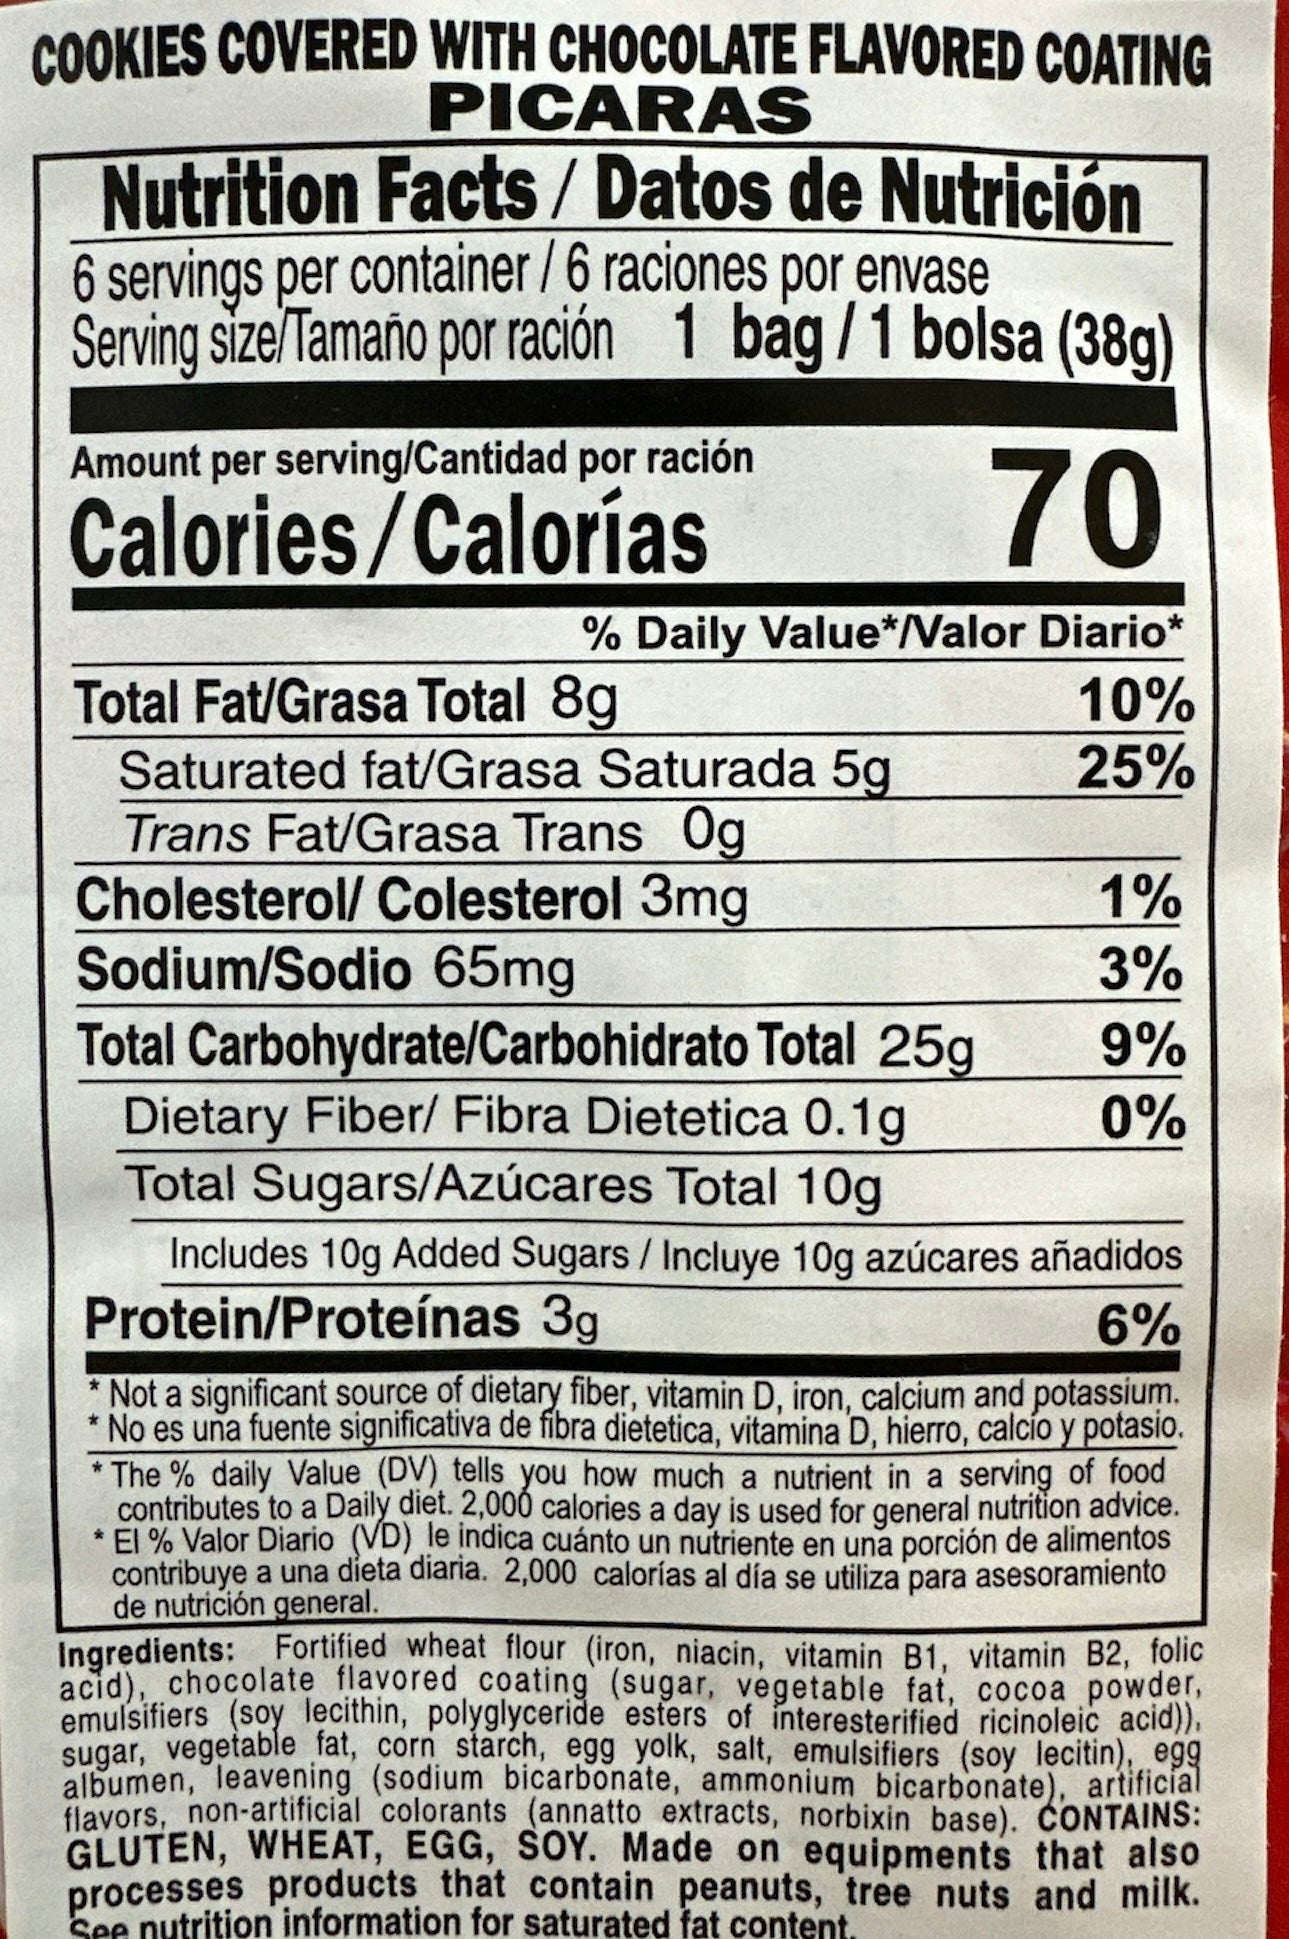 COOKIES COVERED WITH CHOCOLATE FLAVORED COATING
PICARAS
Nutrition Facts / Datos de Nutrición
6 servings per container / 6 raciones por envase
Serving size/Tamaño por ración 1 bag / 1 bolsa (38g)
Amount per serving/Cantidad por ración
Calories/Calorías 70
% Daily Value*/Valor Diario*
Total Fat/Grasa Total 8g 10%
Saturated fat/Grasa Saturada 5g 25%
Trans Fat/Grasa Trans 0g
Cholesterol/ Colesterol 3mg 1%
Sodium/Sodio 65mg 3%
Total Carbohydrate/Carbohidrato Total 25g 9%
Dietary Fiber/ Fibra Dietetica 0.1g 0%
Total Sugars/Azúcares Total 10g
Includes 10g Added Sugars / Incluye 10g azúcares añadidos
Protein/Proteínas 3g 6%
* Not a significant source of dietary fiber, vitamin D, iron, calcium and potassium.
* No es una fuente significativa de fibra dietetica, vitamina D, hierro, calcio y potasio.
* The % daily Value (DV) tells you how much a nutrient in a serving of food
contributes to a Daily diet. 2,000 calories a day is used for general nutrition advice.
* El % Valor Diario (VD) le indica cuánto un nutriente en una porción de alimentos
contribuye a una dieta diaria. 2,000 calorías al día se utiliza para asesoramiento
de nutrición general.
Ingredients: Fortified wheat flour (iron, niacin, vitamin B1, vitamin B2, folic
acid), chocolate flavored coating (sugar, vegetable fat, cocoa powder,
emulsifiers (soy lecithin, polyglyceride esters of interesterified ricinoleic acid)),
sugar, vegetable fat, corn starch, egg yolk, salt, emulsifiers (soy lecitin), egg
albumen, leavening (sodium bicarbonate, ammonium bicarbonate), artificial
flavors, non-artificial colorants (annatto extracts, norbixin base). CONTAINS:
GLUTEN, WHEAT, EGG, SOY. Made on equipments that also
processes products that contain peanuts, tree nuts and milk.
See nutrition information for saturated fat content.